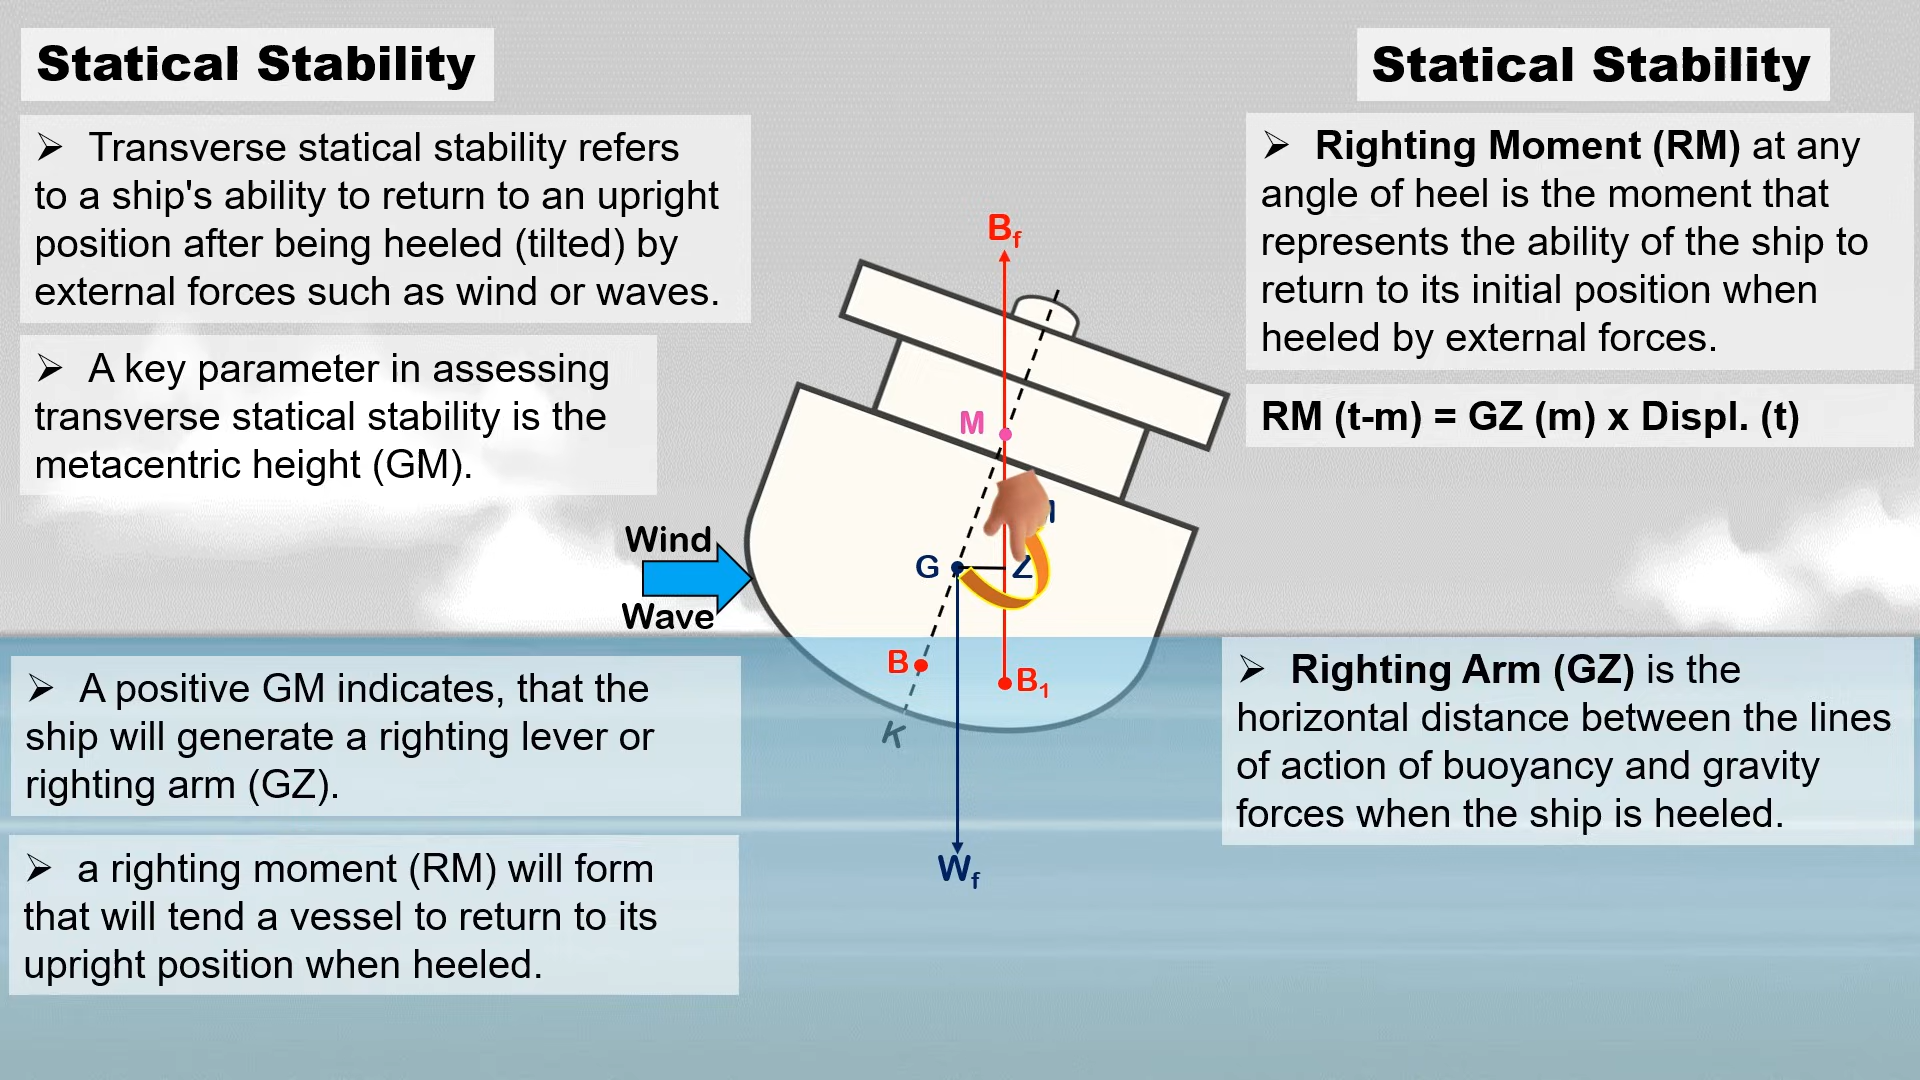 Statical Stability
➢ Transverse statical stability refers
to a ship's ability to return to an upright
position after being heeled (tilted) by
external forces such as wind or waves.
➢ A key parameter in assessing
transverse statical stability is the
metacentric height (GM).
Wind
Wave
➢ A positive GM indicates, that the
ship will generate a righting lever or
righting arm (GZ).
➢ a righting moment (RM) will form
that will tend a vessel to return to its
upright position when heeled.
Bf
M
G
Z
B
B1
K
Wf
Statical Stability
➢ Righting Moment (RM) at any
angle of heel is the moment that
represents the ability of the ship to
return to its initial position when
heeled by external forces.
RM (t-m) = GZ (m) x Displ. (t)
➢ Righting Arm (GZ) is the
horizontal distance between the lines
of action of buoyancy and gravity
forces when the ship is heeled.